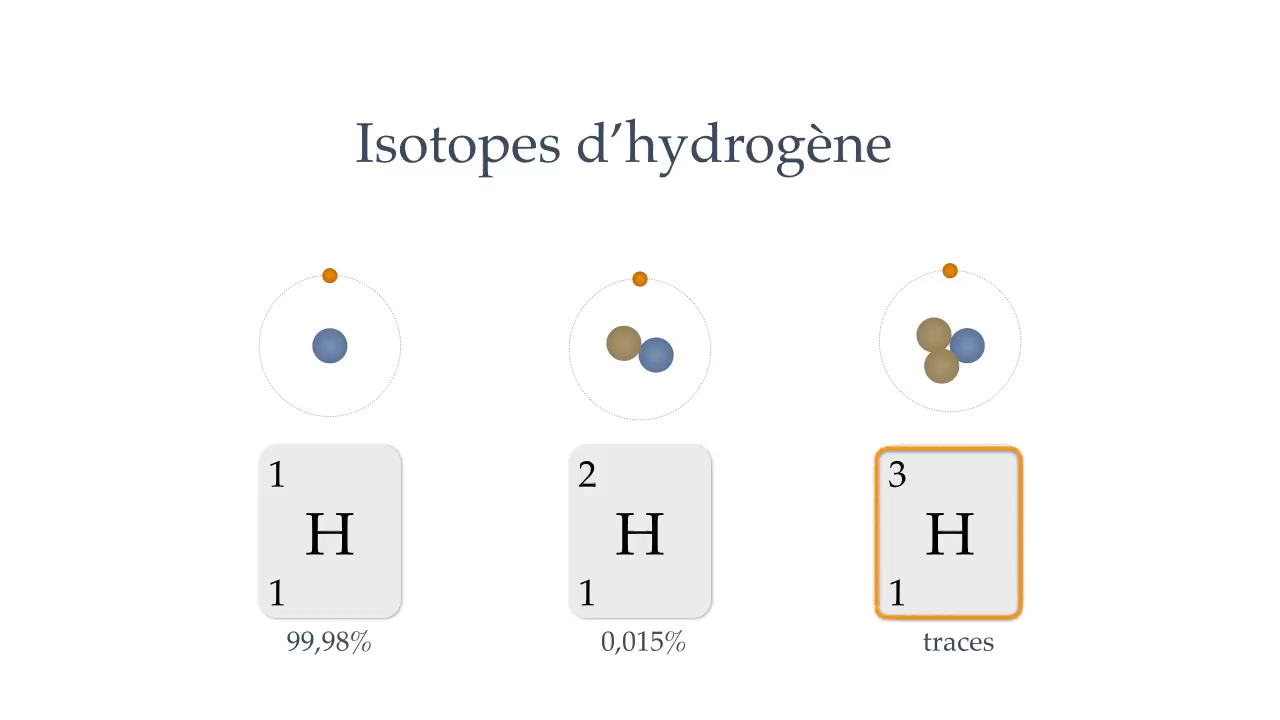 Isotopes d’hydrogène
1 2 3
H H H
1 1 1
99,98% 0,015% traces